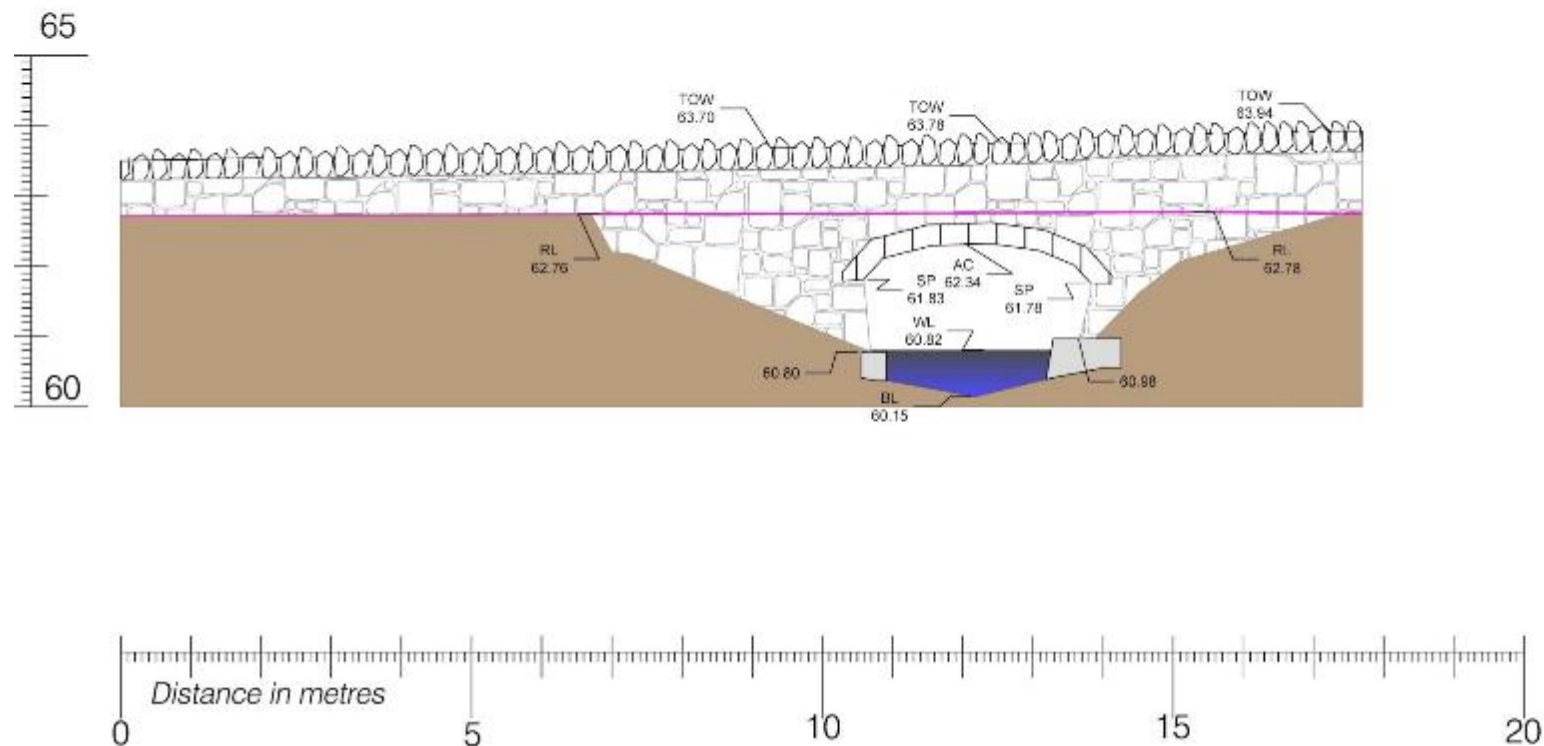 65
TOW
63.70
TOW
63.78
TOW
63.94
RL
62.76
AC
62.34
SP
61.83
SP
61.78
RL
62.78
WL
60.82
60.80
60.98
60
BL
60.15
Distance in metres
0
5
10
15
20